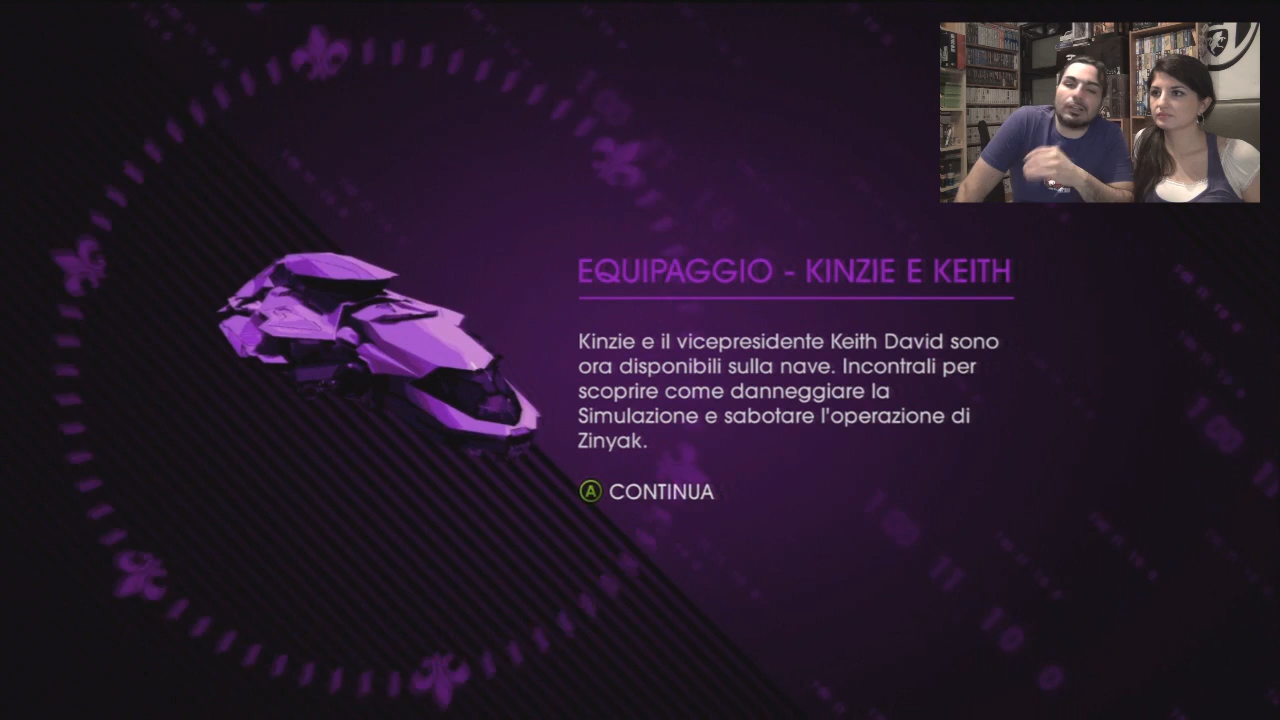 EQUIPAGGIO - KINZIE E KEITH
Kinzie e il vicepresidente Keith David sono
ora disponibili sulla nave. Incontrali per
scoprire come danneggiare la
Simulazione e sabotare l'operazione di
Zinyak.
A CONTINUA